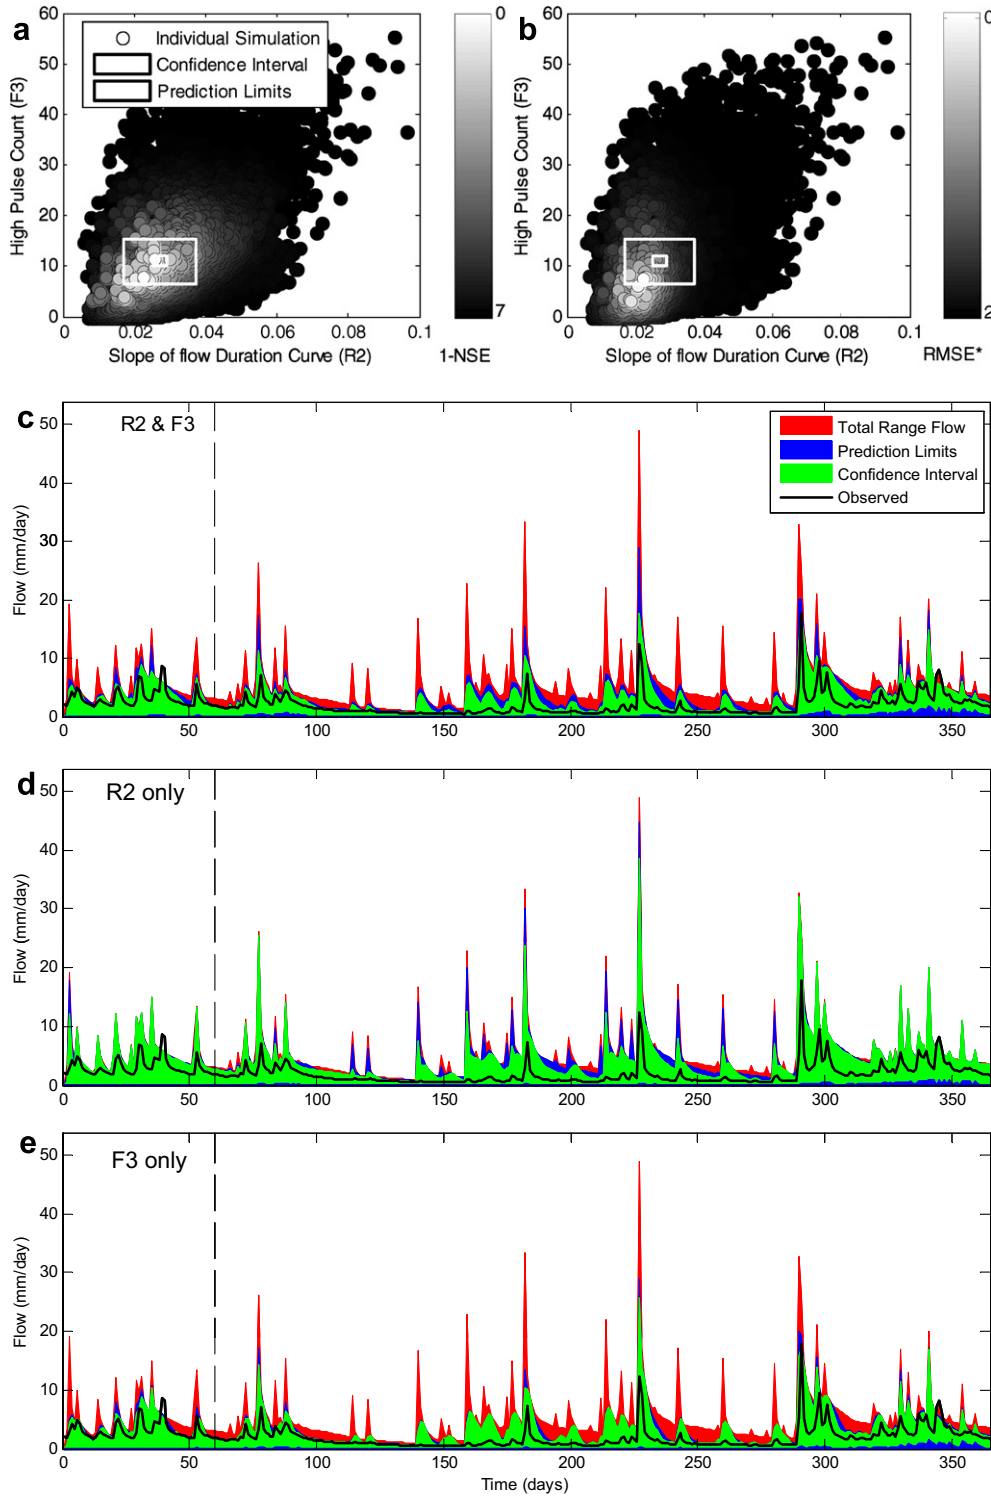 a
Individual Simulation
Confidence Interval
Prediction Limits
High Pulse Count (F3)
60
50
40
30
20
10
0
0
0.02
0.04
0.06
0.08
0.1
Slope of flow Duration Curve (R2)
0
7
1-NSE
b
High Pulse Count (F3)
60
50
40
30
20
10
0
0
0.02
0.04
0.06
0.08
0.1
Slope of flow Duration Curve (R2)
0
2
RMSE*
c
R2 & F3
Total Range Flow
Prediction Limits
Confidence Interval
Observed
Flow (mm/day)
50
40
30
20
10
0
0
50
100
150
200
250
300
350
d
R2 only
Flow (mm/day)
50
40
30
20
10
0
0
50
100
150
200
250
300
350
e
F3 only
Flow (mm/day)
50
40
30
20
10
0
0
50
100
150
200
250
300
350
Time (days)